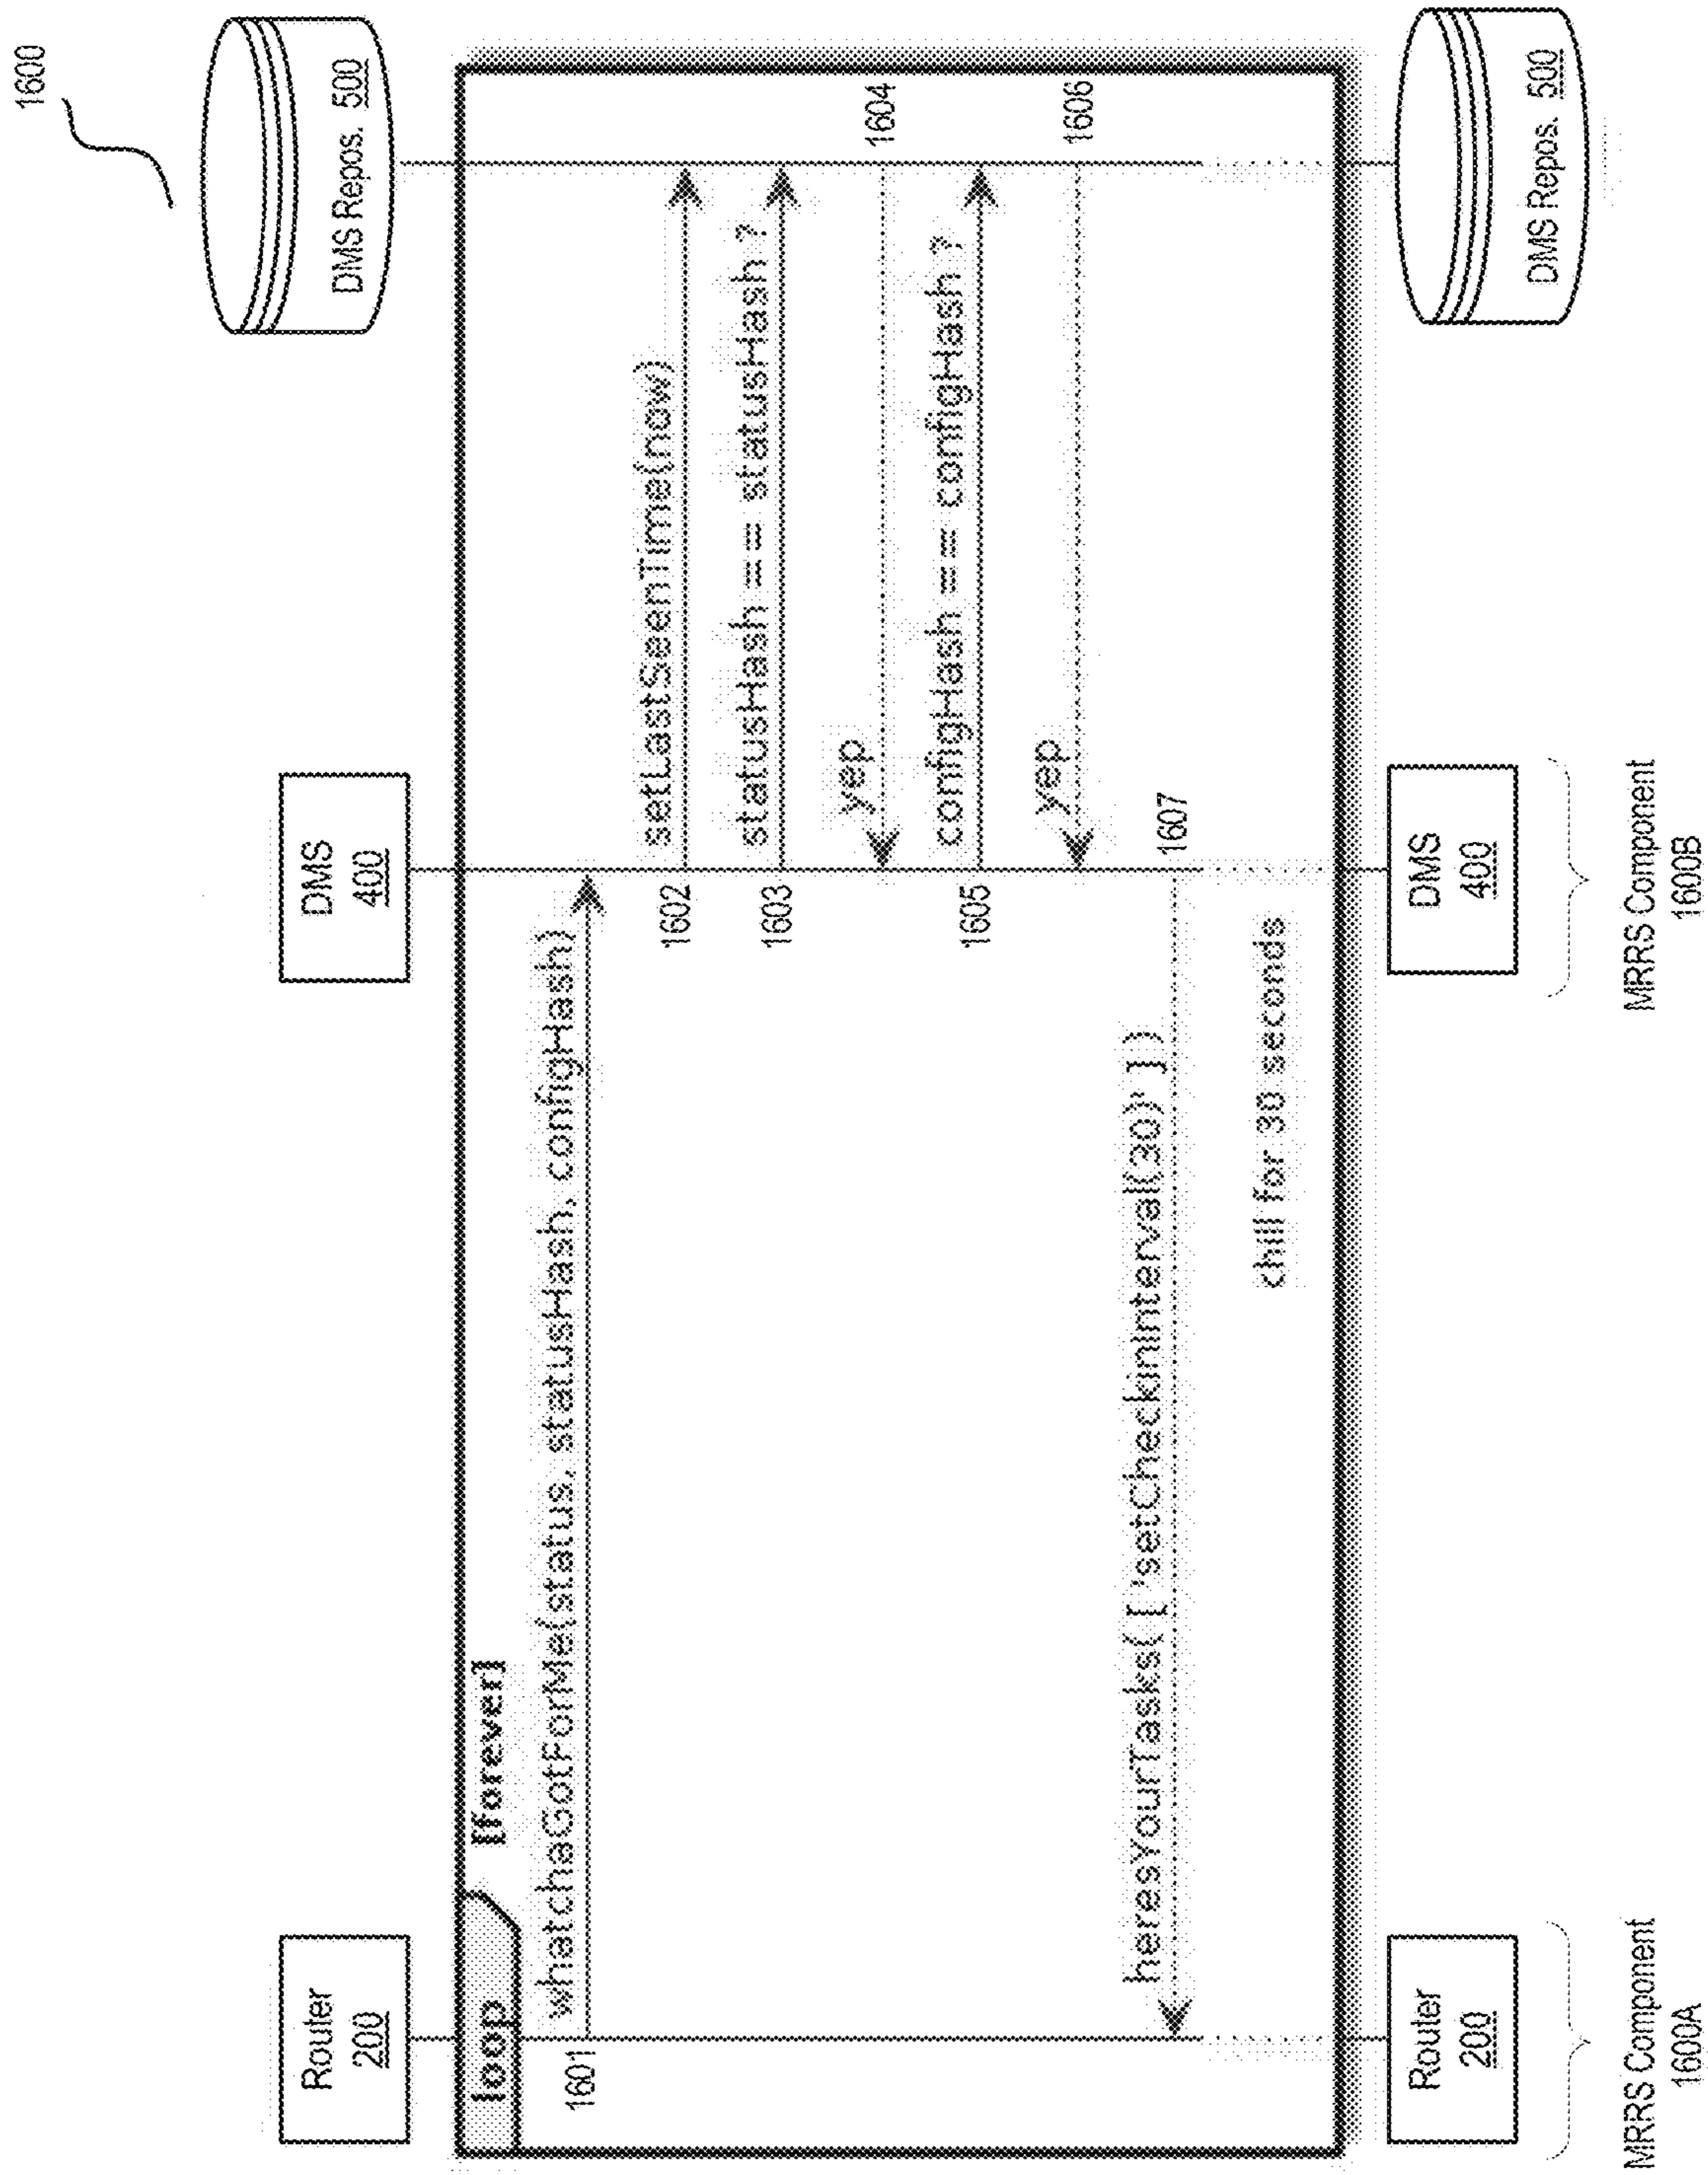 1600
Router
200
DMS
400
DMS Repos. 500
loop
[forever]
1601
whatchaGotForMe(status, statusHash, configHash)
1602
setLastSeenTime(now)
1603
statusHash == statusHash ?
yep
1604
1605
configHash == configHash ?
yep
1606
heresYourTasks( [ 'setCheckinInterval(30)' ] )
1607
chill for 30 seconds
Router
200
DMS
400
DMS Repos. 500
MRRS Component
1600A
MRRS Component
1600B